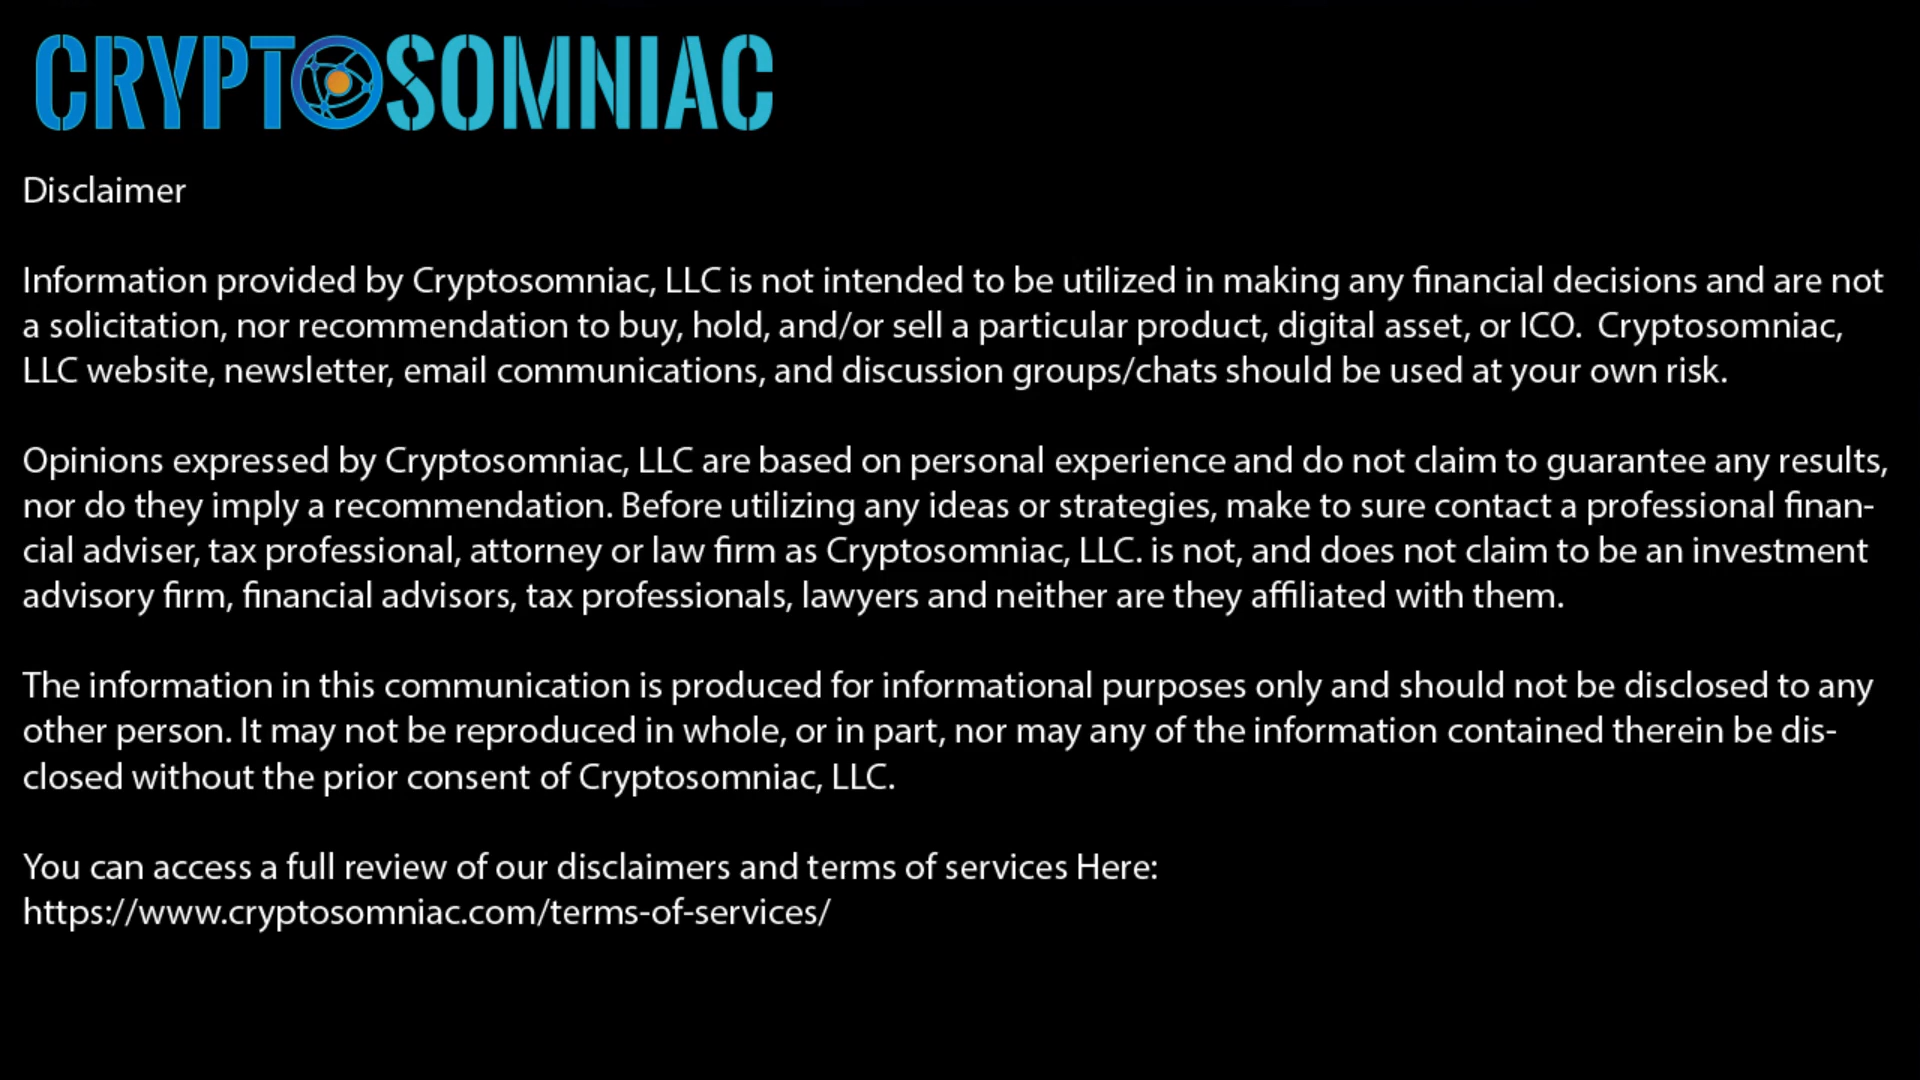 CRYPTOSOMNIAC
Disclaimer
Information provided by Cryptosomniac, LLC is not intended to be utilized in making any financial decisions and are not
a solicitation, nor recommendation to buy, hold, and/or sell a particular product, digital asset, or ICO.  Cryptosomniac,
LLC website, newsletter, email communications, and discussion groups/chats should be used at your own risk.
Opinions expressed by Cryptosomniac, LLC are based on personal experience and do not claim to guarantee any results,
nor do they imply a recommendation. Before utilizing any ideas or strategies, make to sure contact a professional finan-
cial adviser, tax professional, attorney or law firm as Cryptosomniac, LLC. is not, and does not claim to be an investment
advisory firm, financial advisors, tax professionals, lawyers and neither are they affiliated with them.
The information in this communication is produced for informational purposes only and should not be disclosed to any
other person. It may not be reproduced in whole, or in part, nor may any of the information contained therein be dis-
closed without the prior consent of Cryptosomniac, LLC.
You can access a full review of our disclaimers and terms of services Here:
https://www.cryptosomniac.com/terms-of-services/